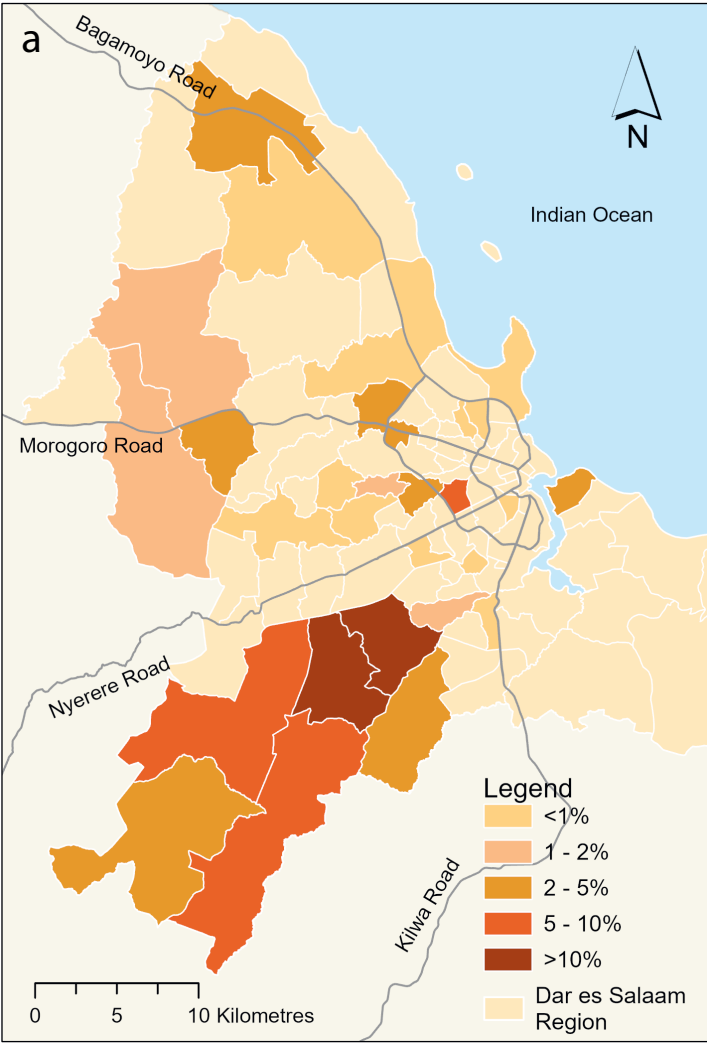 a
Bagamoyo Road
N
Indian Ocean
Morogoro Road
Nyerere Road
Kilwa Road
Legend
<1%
1 - 2%
2 - 5%
5 - 10%
>10%
Dar es Salaam
Region
0 5 10 Kilometres